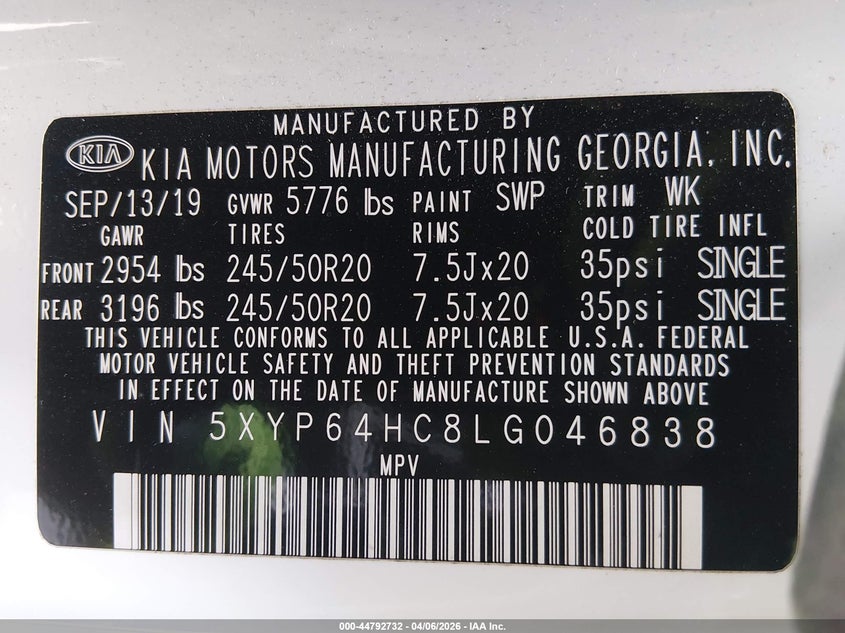 MANUFACTURED BY
KIA KIA MOTORS MANUFACTURING GEORGIA, INC.
SEP/13/19 GVWR 5776 lbs PAINT SWP TRIM WK
GAWR TIRES RIMS COLD TIRE INFL
FRONT 2954 lbs 245/50R20 7.5Jx20 35psi SINGLE
REAR 3196 lbs 245/50R20 7.5Jx20 35psi SINGLE
THIS VEHICLE CONFORMS TO ALL APPLICABLE U.S.A. FEDERAL
MOTOR VEHICLE SAFETY AND THEFT PREVENTION STANDARDS
IN EFFECT ON THE DATE OF MANUFACTURE SHOWN ABOVE
VIN 5XYP64HC8LG046838
MPV
000-44792732 - 04/06/2026 - IAA Inc.